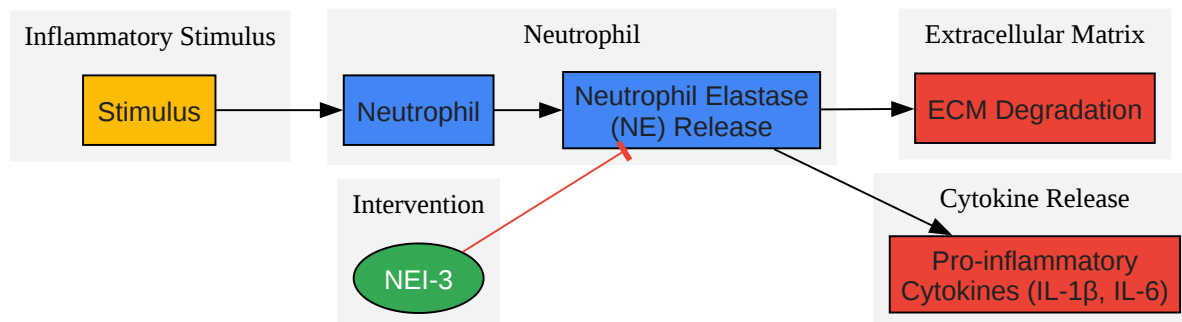 Inflammatory Stimulus
Stimulus
Neutrophil
Neutrophil
Neutrophil Elastase
(NE) Release
Extracellular Matrix
ECM Degradation
Intervention
NEI-3
Cytokine Release
Pro-inflammatory
Cytokines (IL-1β, IL-6)